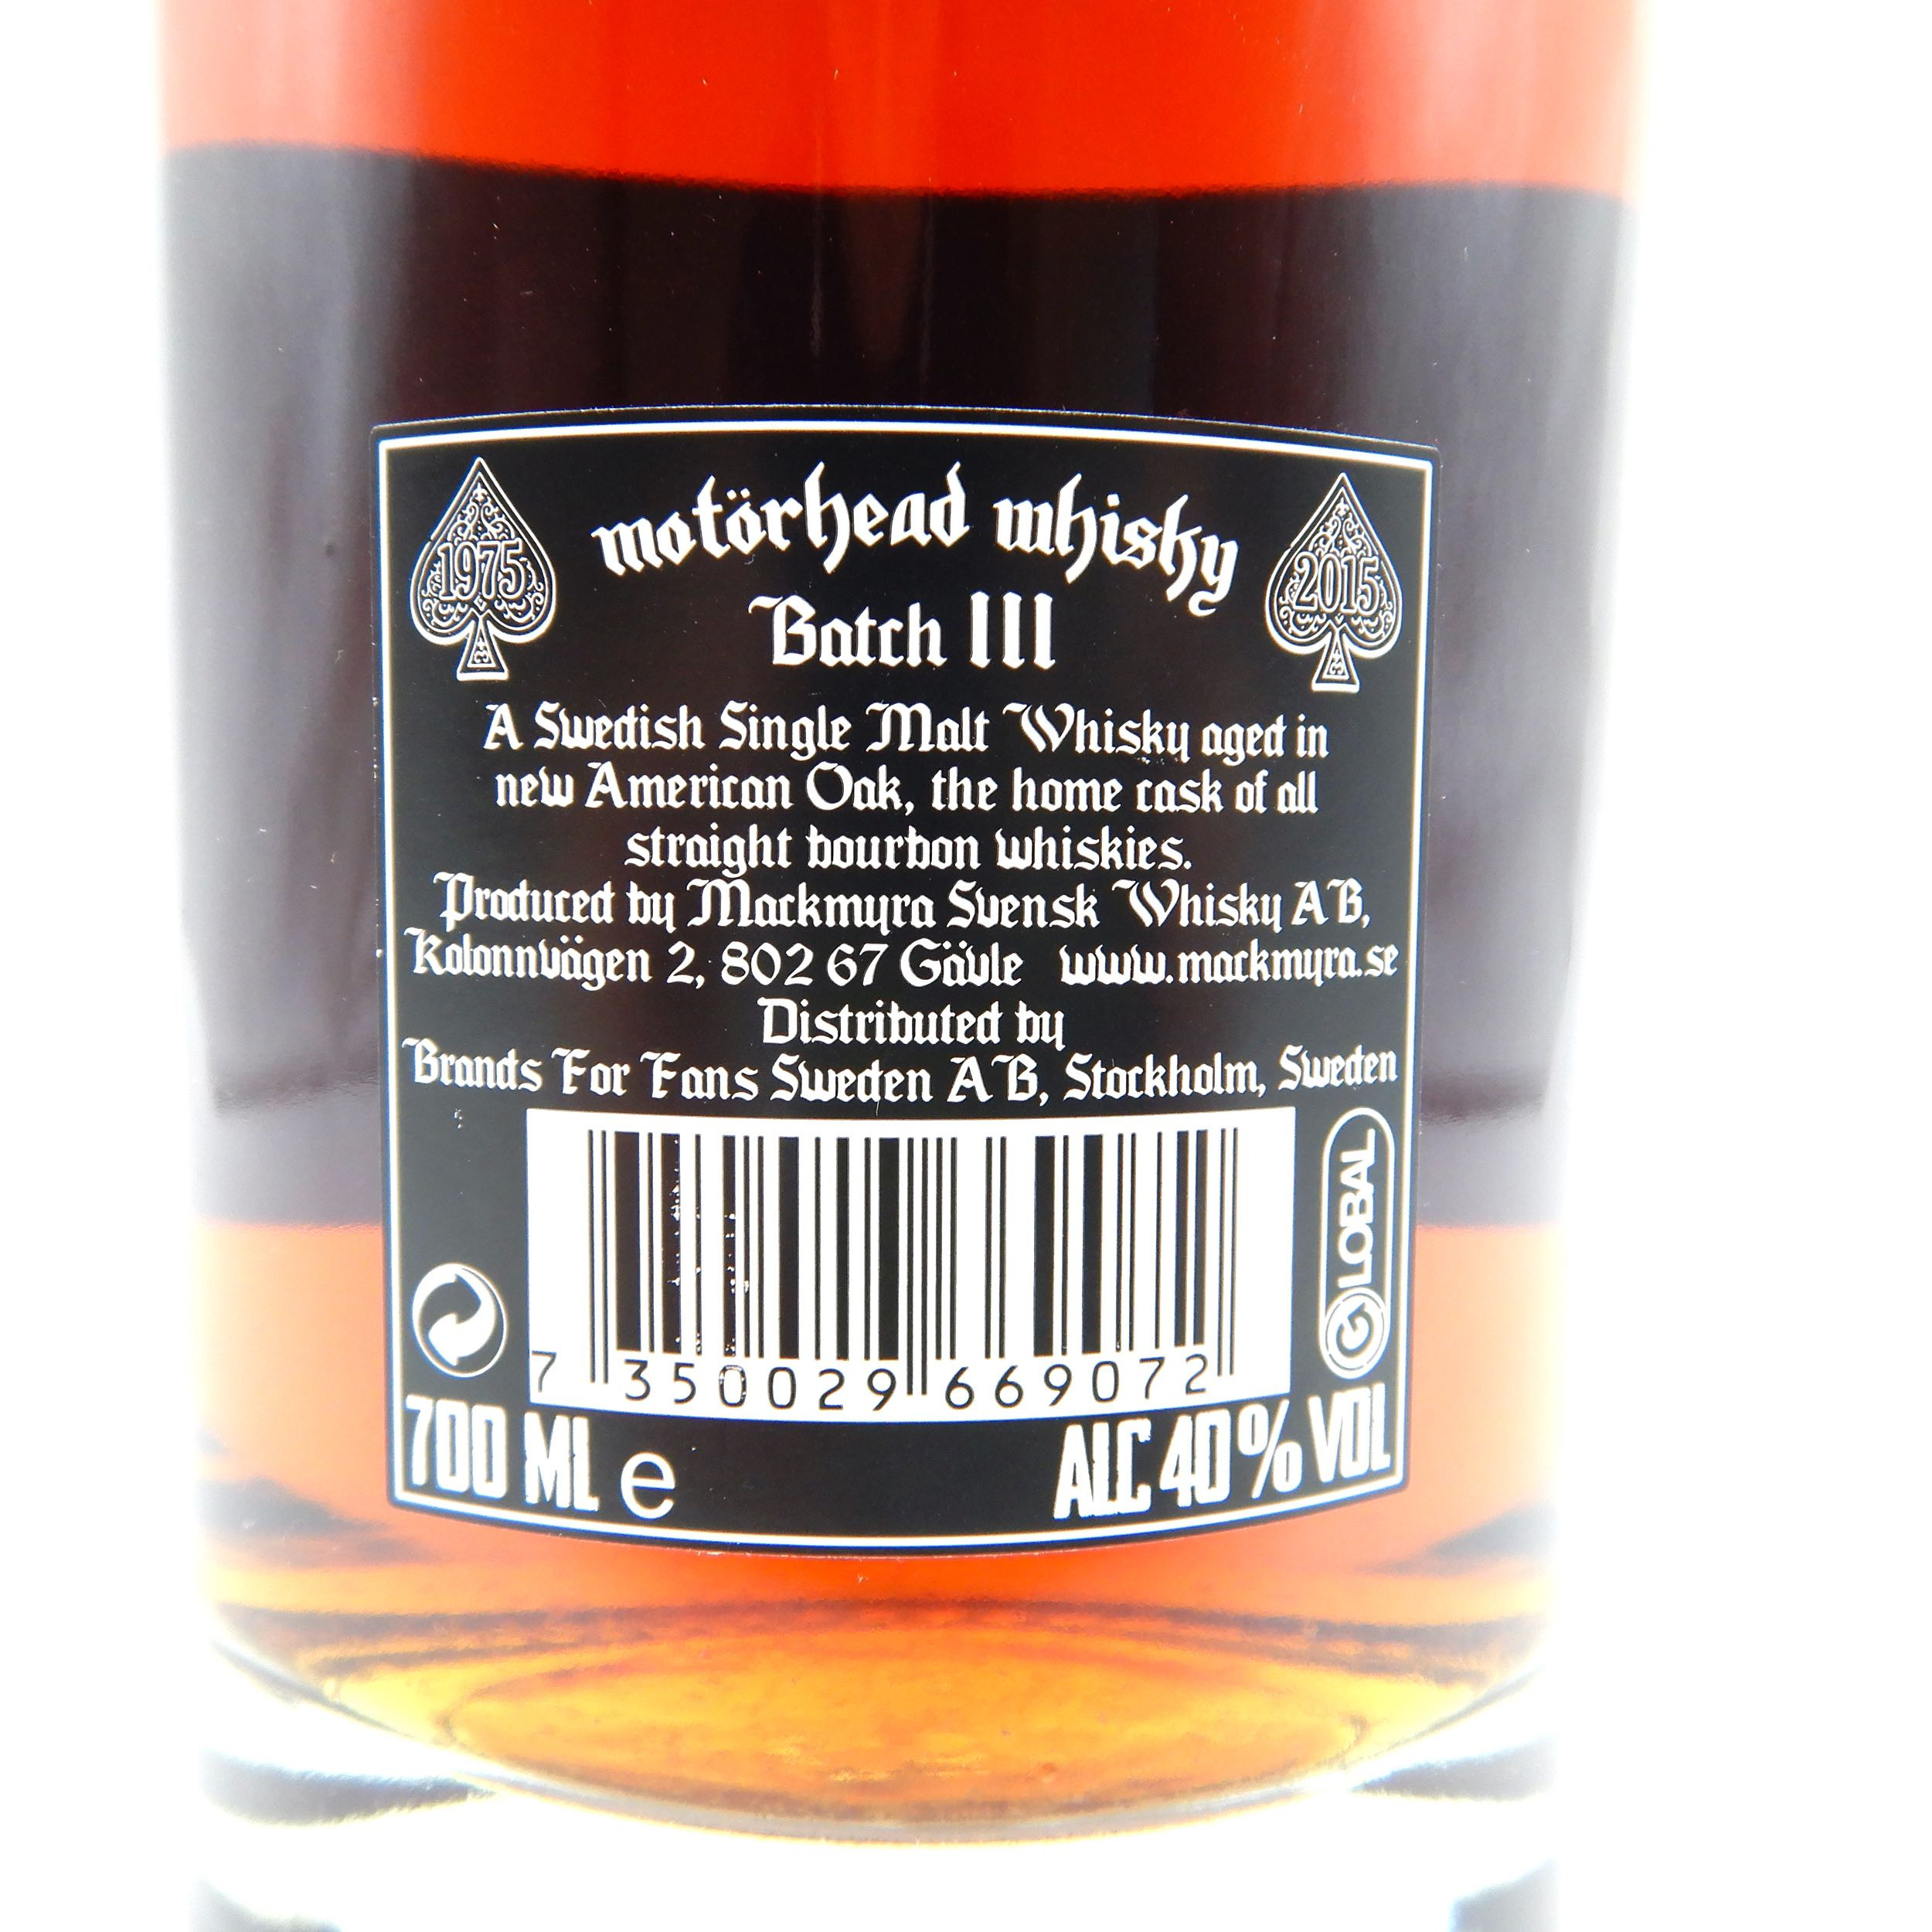 1975
motörhead whisky
2015
Batch III
A Swedish Single Malt Whisky aged in
new American Oak, the home cask of all
straight bourbon whiskies.
Produced by Mackmyra Svensk Whisky AB,
Kolonnvägen 2, 802 67 Gävle www.mackmyra.se
Distributed by
Brands For Fans Sweden AB, Stockholm, Sweden
GLOBAL
7 350029 669072
700 ML e
ALC 40% VOL